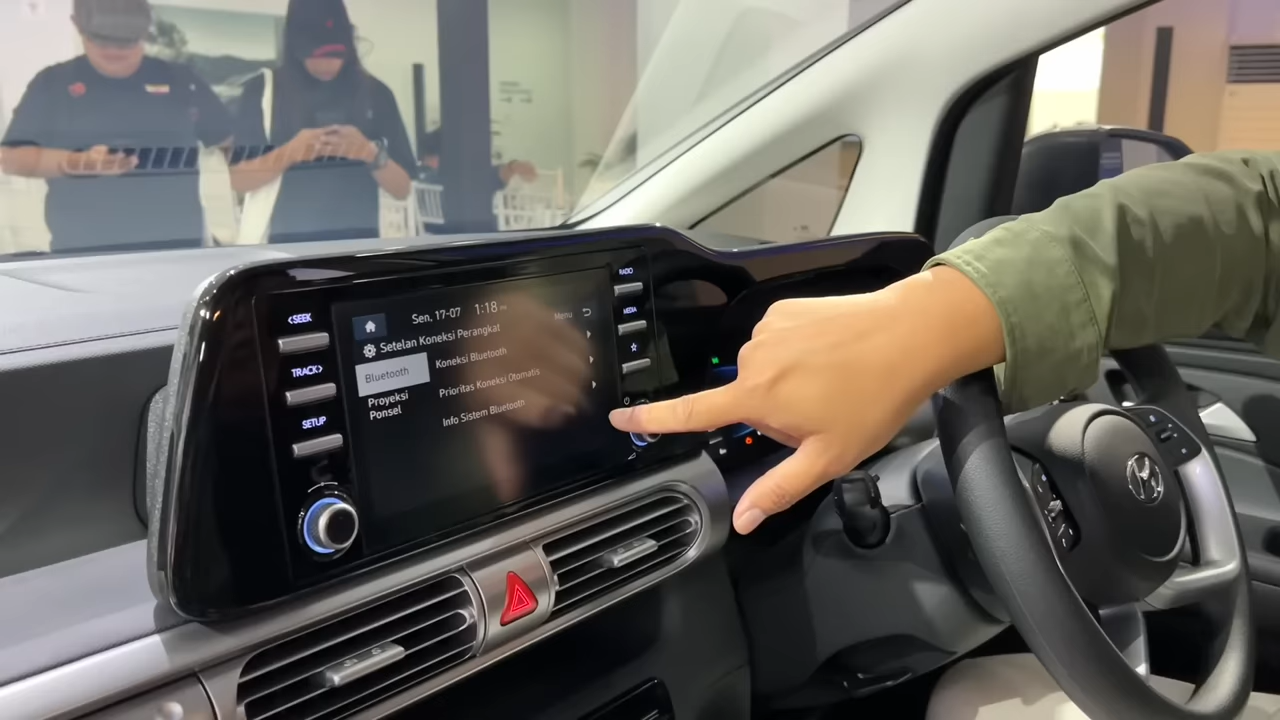 <SEEK
TRACK>
SETUP
Sen, 17-07 1:18 PM
Menu
Setelan Koneksi Perangkat
Bluetooth
Proyeksi
Ponsel
Koneksi Bluetooth
Prioritas Koneksi Otomatis
Info Sistem Bluetooth
RADIO
MEDIA